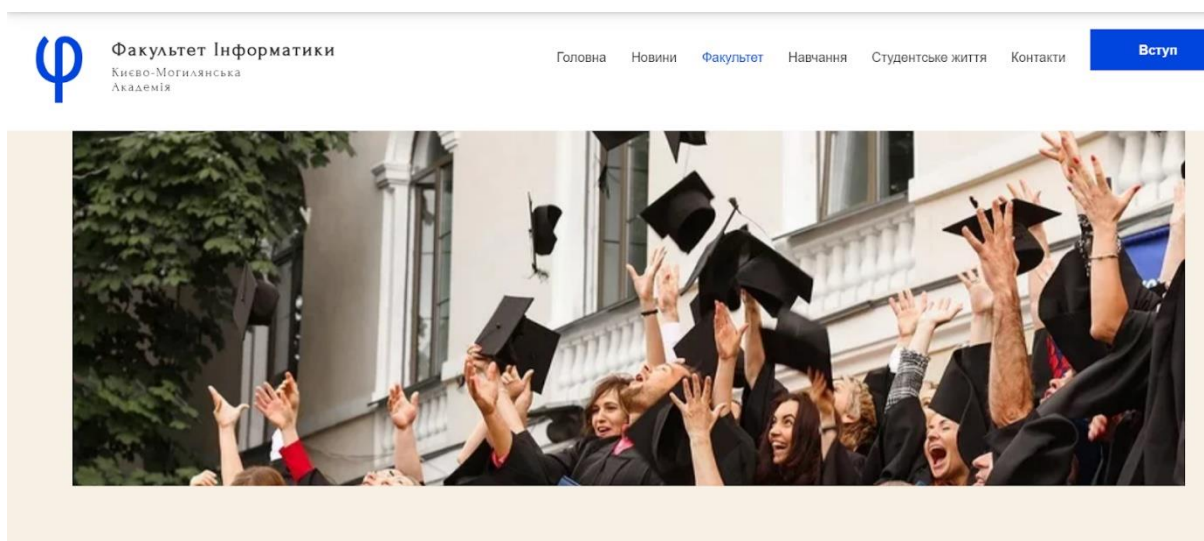 Факультет Інформатики
Києво-Могилянська
Академія
Головна Новини Факультет Навчання Студентське життя Контакти Вступ